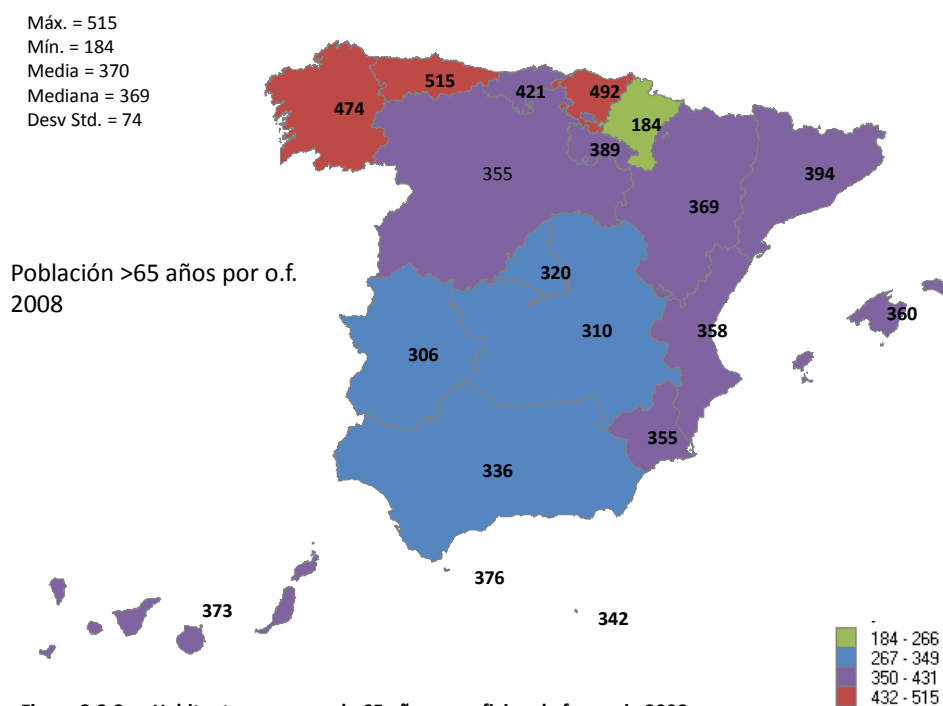 Máx. = 515
Mín. = 184
Media = 370
Mediana = 369
Desv Std. = 74
515
421
492
474
184
389
355
394
369
Población >65 años por o.f.
2008
320
360
310
358
306
355
336
376
373
342
-
184 - 266
267 - 349
350 - 431
432 - 515